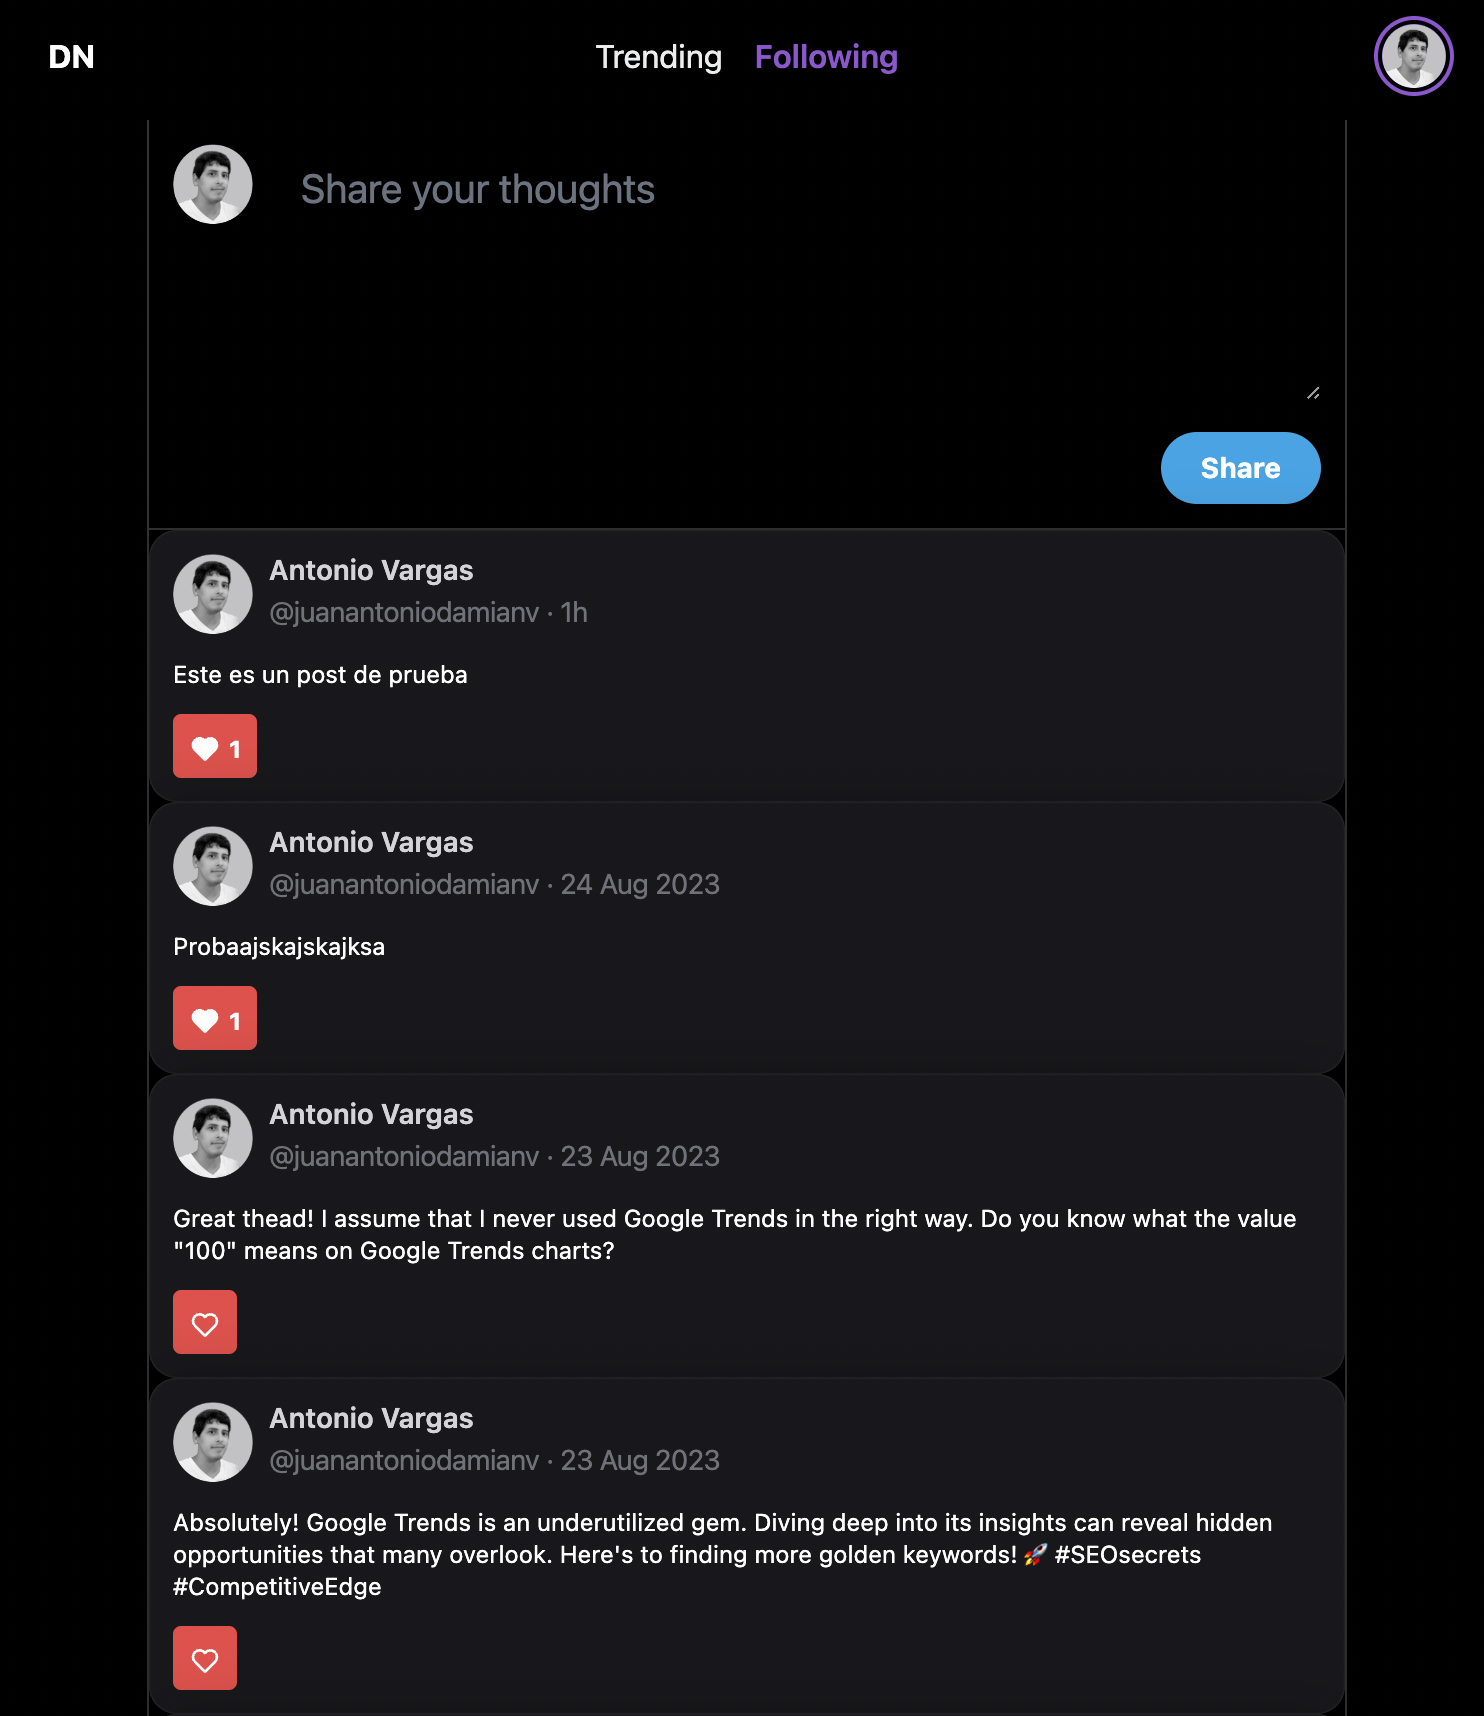 DN
Trending Following
Share your thoughts
Share
Antonio Vargas
@juanantoniodamianv · 1h
Este es un post de prueba
1
Antonio Vargas
@juanantoniodamianv · 24 Aug 2023
Probaajskajskajksa
1
Antonio Vargas
@juanantoniodamianv · 23 Aug 2023
Great thead! I assume that I never used Google Trends in the right way. Do you know what the value
"100" means on Google Trends charts?
Antonio Vargas
@juanantoniodamianv · 23 Aug 2023
Absolutely! Google Trends is an underutilized gem. Diving deep into its insights can reveal hidden
opportunities that many overlook. Here's to finding more golden keywords! 🚀 #SEOsecrets
#CompetitiveEdge